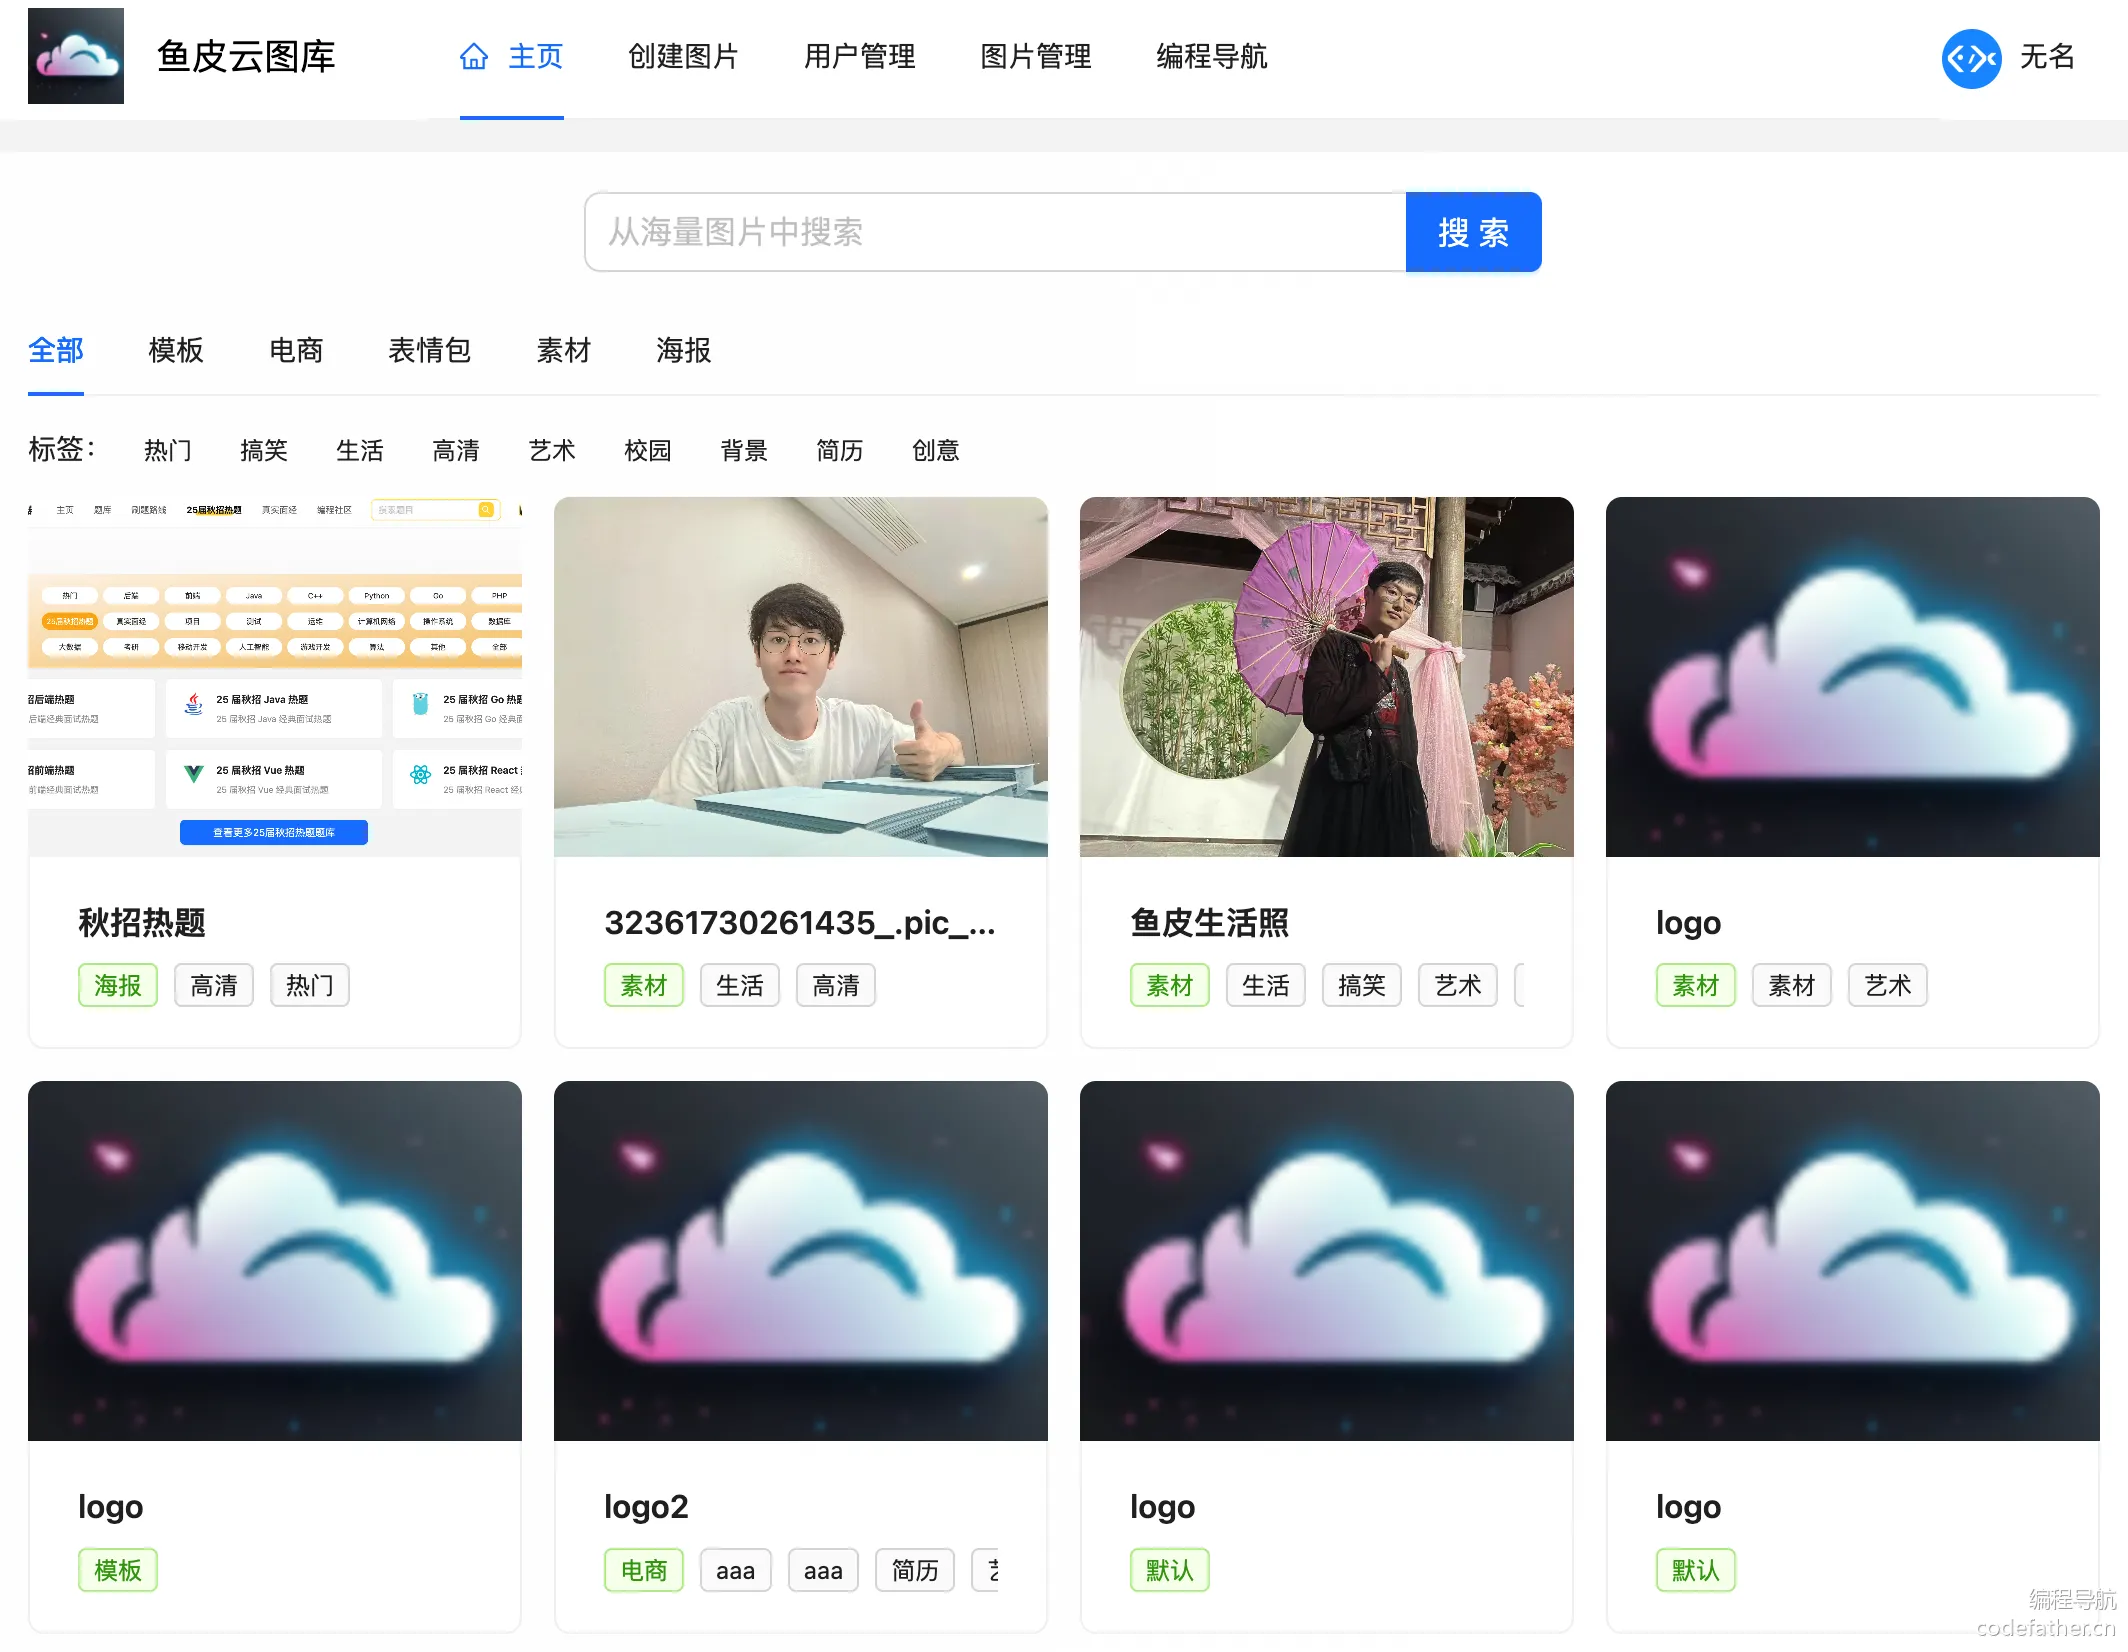 鱼皮云图库 主页 创建图片 用户管理 图片管理 编程导航 无名
从海量图片中搜索 搜 索
全部 模板 电商 表情包 素材 海报
标签： 热门 搞笑 生活 高清 艺术 校园 背景 简历 创意
主页 题库 刷题路线 25届秋招热题 真实面经 编程社区 搜索题目
热门 后端 前端 Java C++ Python Go PHP
25届秋招热题 真实面经 项目 测试 运维 计算机网络 操作系统 数据库
大数据 考研 移动开发 人工智能 游戏开发 算法 其他 全部
招后端热题 25 届秋招 Java 热题 25 届秋招 Go 热题
后端经典面试热题 25 届秋招 Java 经典面试热题 25 届秋招 Go 经典面
招前端热题 25 届秋招 Vue 热题 25 届秋招 React
前端经典面试热题 25 届秋招 Vue 经典面试热题 25 届秋招 React 经
查看更多25届秋招热题题库
秋招热题
海报 高清 热门
32361730261435_.pic_...
素材 生活 高清
鱼皮生活照
素材 生活 搞笑 艺术
logo
素材 素材 艺术
logo
模板
logo2
电商 aaa aaa 简历
logo
默认
logo
默认
编程导航
codefather.cn